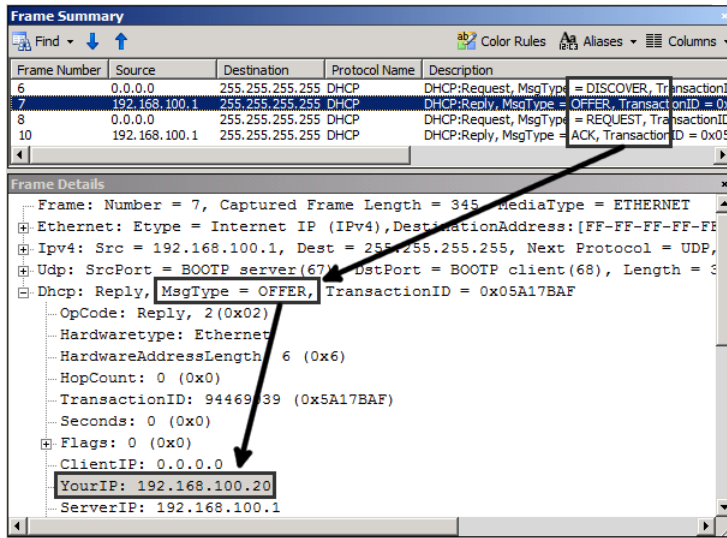 Frame Summary
Find Color Rules Aliases Columns
Frame Number Source Destination Protocol Name Description
6 0.0.0.0 255.255.255.255 DHCP DHCP:Request, MsgType = DISCOVER, TransactionI
7 192.168.100.1 255.255.255.255 DHCP DHCP:Reply, MsgType = OFFER, TransactionID = 0x
8 0.0.0.0 255.255.255.255 DHCP DHCP:Request, MsgType = REQUEST, TransactionID
10 192.168.100.1 255.255.255.255 DHCP DHCP:Reply, MsgType = ACK, TransactionID = 0x05
Frame Details
Frame: Number = 7, Captured Frame Length = 345, MediaType = ETHERNET
Ethernet: Etype = Internet IP (IPv4),DestinationAddress:[FF-FF-FF-FF-FF
Ipv4: Src = 192.168.100.1, Dest = 255.255.255.255, Next Protocol = UDP,
Udp: SrcPort = BOOTP server(67), DstPort = BOOTP client(68), Length = 3
Dhcp: Reply, MsgType = OFFER, TransactionID = 0x05A17BAF
OpCode: Reply, 2(0x02)
Hardwaretype: Ethernet
HardwareAddressLength: 6 (0x6)
HopCount: 0 (0x0)
TransactionID: (0x5A17BAF)
Seconds: 0 (0x0)
Flags: 0 (0x0)
ClientIP: 0.0.0.0
YourIP: 192.168.100.20
ServerIP: 192.168.100.1